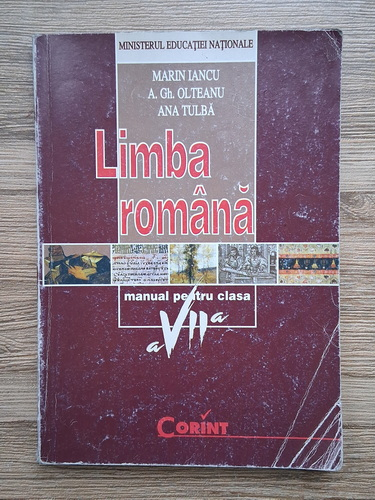 MINISTERUL EDUCAȚIEI NAȚIONALE
MARIN IANCU
A. Gh. OLTEANU
ANA TULBĂ
Limba
română
manual pentru clasa
a VII a
CORINT